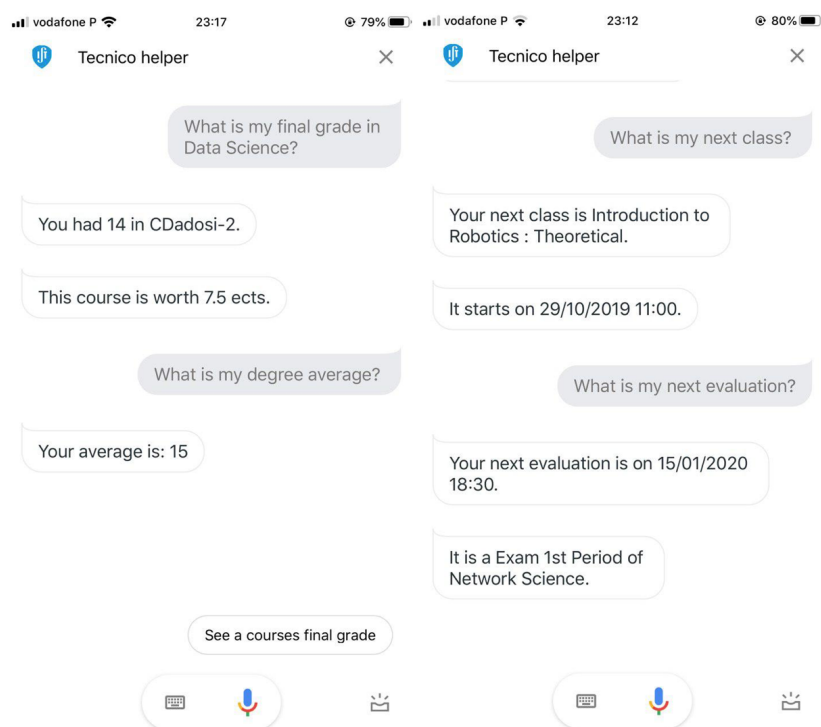 vodafone P 23:17 79%
Tecnico helper
What is my final grade in
Data Science?
You had 14 in CDadosi-2.
This course is worth 7.5 ects.
What is my degree average?
Your average is: 15
See a courses final grade
vodafone P 23:12 80%
Tecnico helper
What is my next class?
Your next class is Introduction to
Robotics : Theoretical.
It starts on 29/10/2019 11:00.
What is my next evaluation?
Your next evaluation is on 15/01/2020
18:30.
It is a Exam 1st Period of
Network Science.